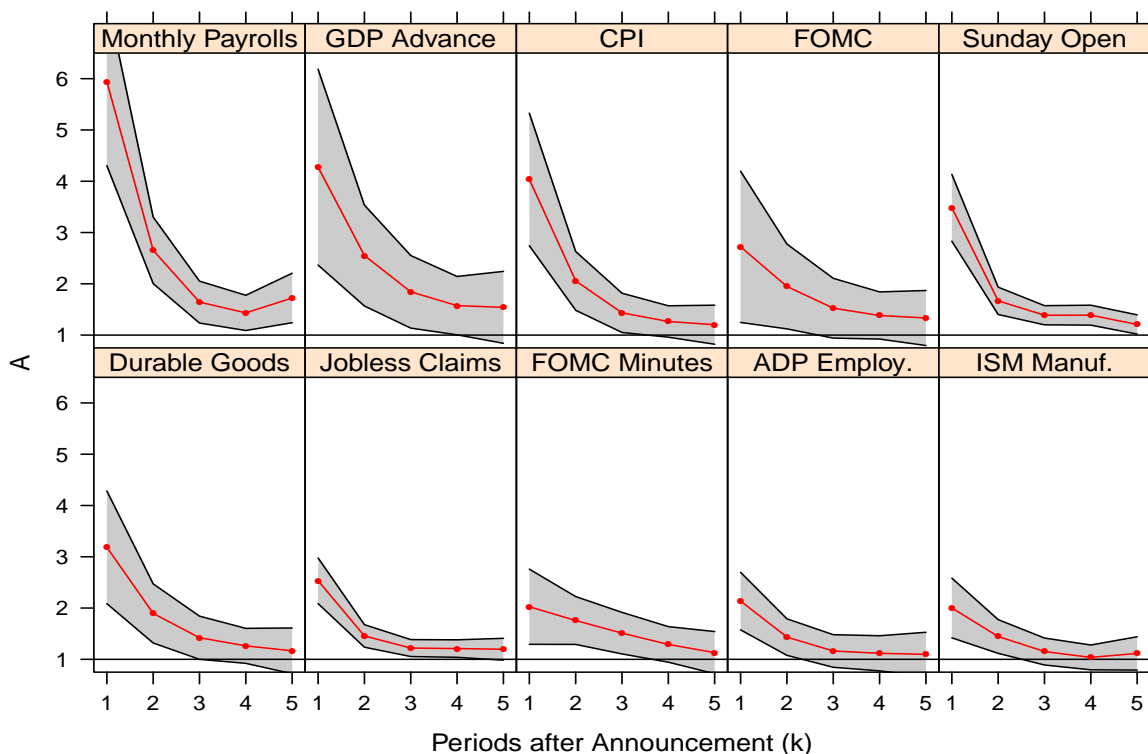 Monthly Payrolls GDP Advance CPI FOMC Sunday Open
6
5
4
3
2
1
A
Durable Goods Jobless Claims FOMC Minutes ADP Employ. ISM Manuf.
6
5
4
3
2
1
1 2 3 4 5 1 2 3 4 5 1 2 3 4 5 1 2 3 4 5 1 2 3 4 5
Periods after Announcement (k)